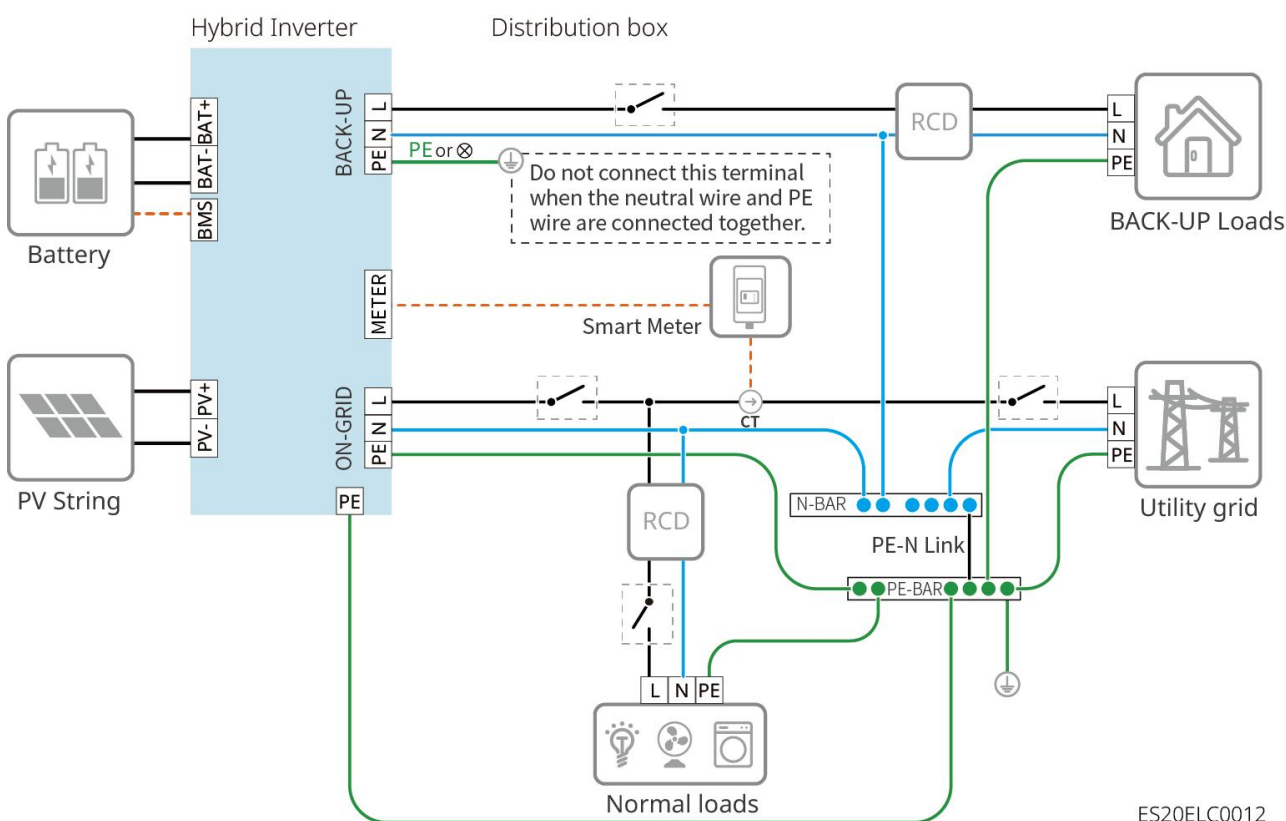 Hybrid Inverter
Distribution box
BAT+
BAT-
BMS
Battery
PV+
PV-
PV String
BACK-UP
L
N
PE
PE or ⊗
Do not connect this terminal
when the neutral wire and PE
wire are connected together.
RCD
L
N
PE
BACK-UP Loads
METER
Smart Meter
CT
ON-GRID
L
N
PE
PE
L
N
PE
Utility grid
N-BAR
PE-N Link
PE-BAR
RCD
L
N
PE
Normal loads
ES20ELC0012